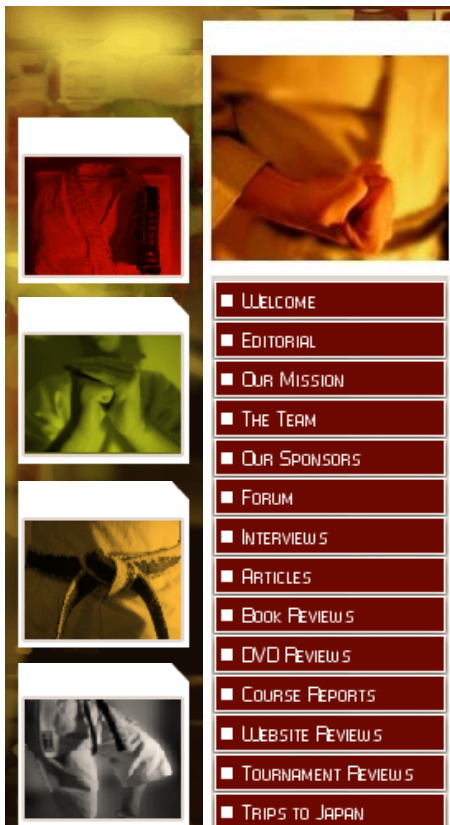 Welcome
Editorial
Our Mission
The Team
Our Sponsors
Forum
Interviews
Articles
Book Reviews
DVD Reviews
Course Reports
Website Reviews
Tournament Reviews
Trips to Japan